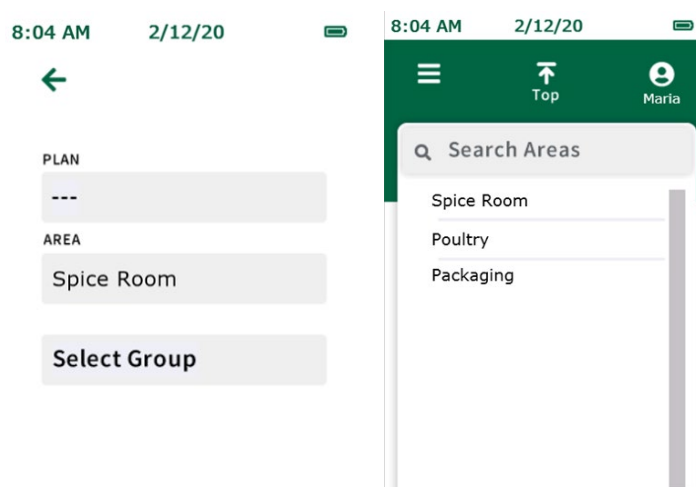 8:04 AM 2/12/20
PLAN
---
AREA
Spice Room
Select Group
8:04 AM 2/12/20
Top
Maria
Search Areas
Spice Room
Poultry
Packaging